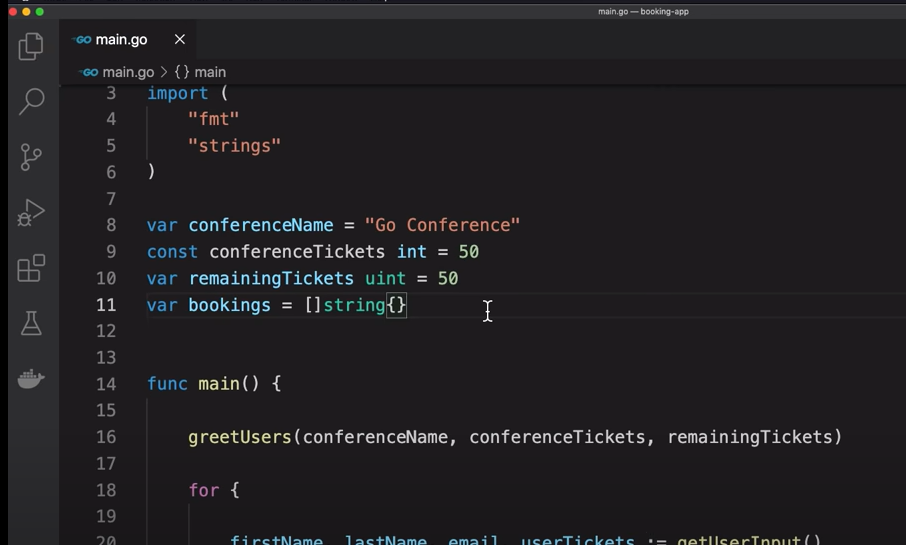 main.go — booking-app
GO main.go ×
GO main.go > {} main
3 import (
4 "fmt"
5 "strings"
6 )
7
8 var conferenceName = "Go Conference"
9 const conferenceTickets int = 50
10 var remainingTickets uint = 50
11 var bookings = []string{}
12
13
14 func main() {
15
16 greetUsers(conferenceName, conferenceTickets, remainingTickets)
17
18 for {
19
20 firstName, lastName, email, userTickets := getUserInput()